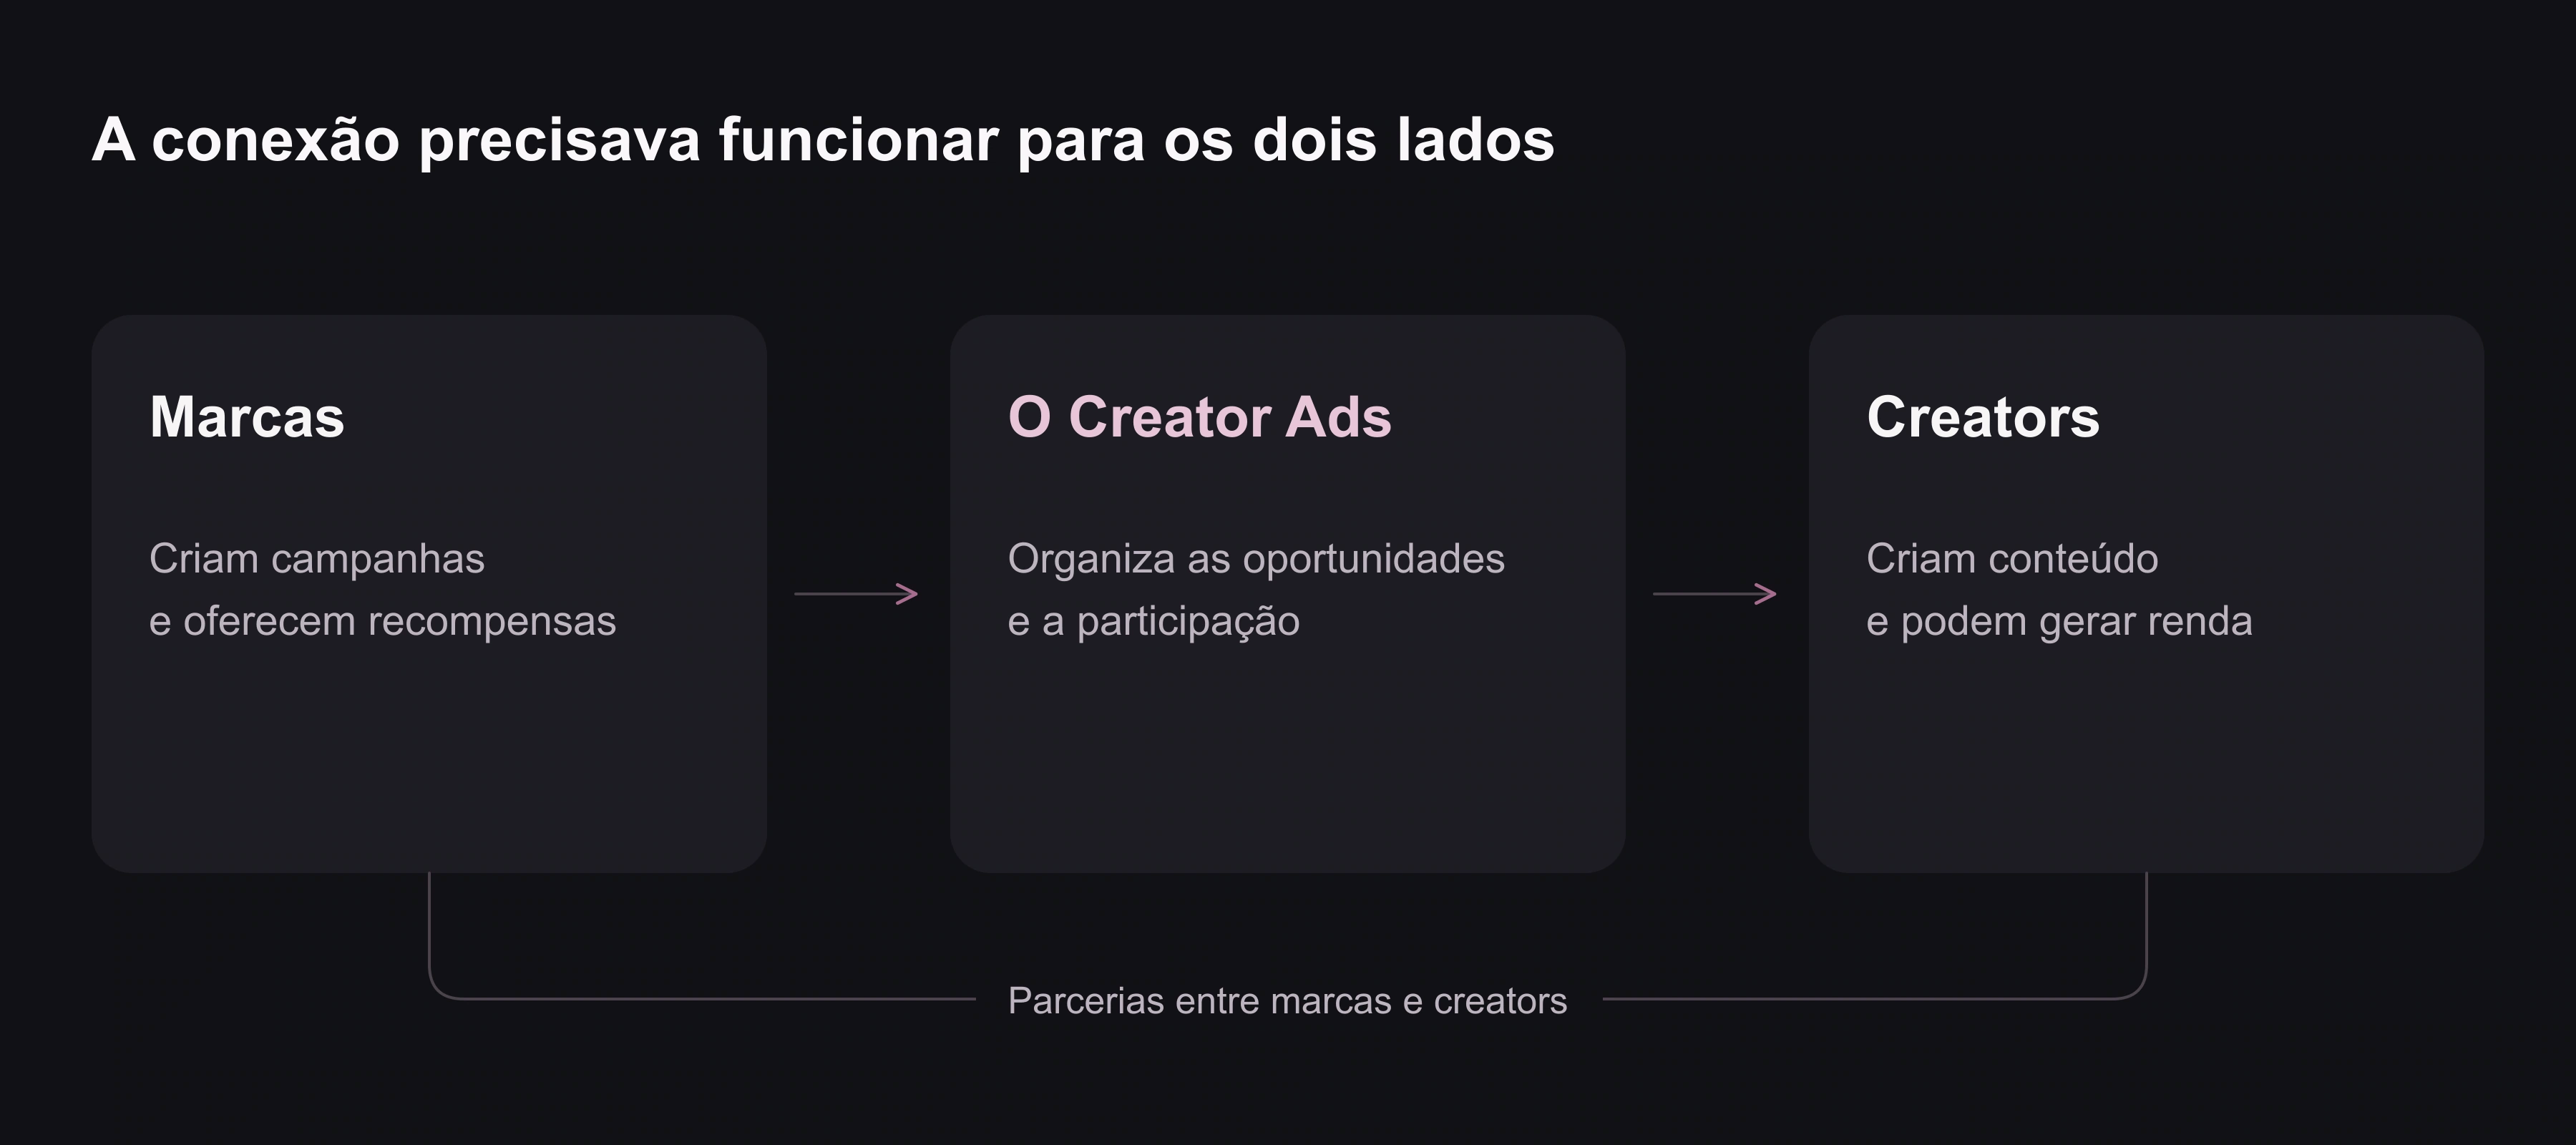 A conexão precisava funcionar para os dois lados
Marcas
Criam campanhas
e oferecem recompensas
O Creator Ads
Organiza as oportunidades
e a participação
Creators
Criam conteúdo
e podem gerar renda
Parcerias entre marcas e creators